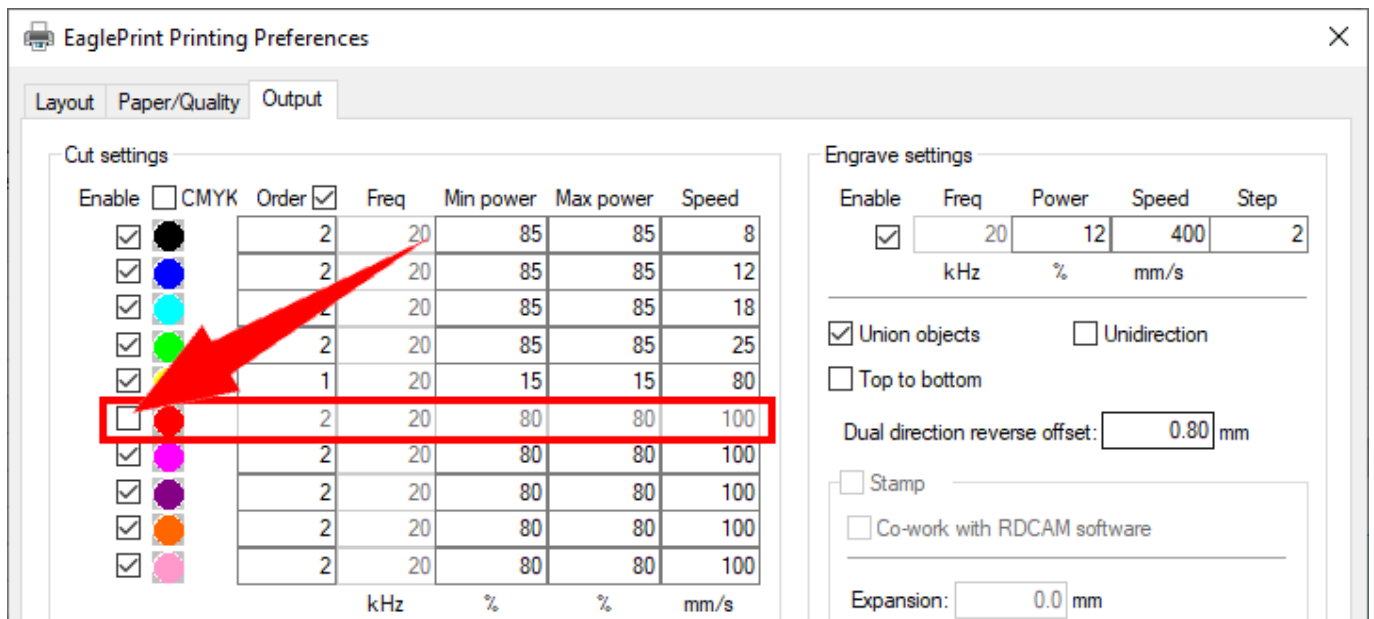 EaglePrint Printing Preferences
Layout Paper/Quality Output
Cut settings
Enable CMYK Order Freq Min power Max power Speed
2 20 85 85 8
2 20 85 85 12
2 20 85 85 18
2 20 85 85 25
1 20 15 15 80
2 20 80 80 100
2 20 80 80 100
2 20 80 80 100
2 20 80 80 100
2 20 80 80 100
kHz % % mm/s
Engrave settings
Enable Freq Power Speed Step
20 12 400 2
kHz % mm/s
Union objects Unidirection
Top to bottom
Dual direction reverse offset: 0.80 mm
Stamp
Co-work with RDCAM software
Expansion: 0.0 mm